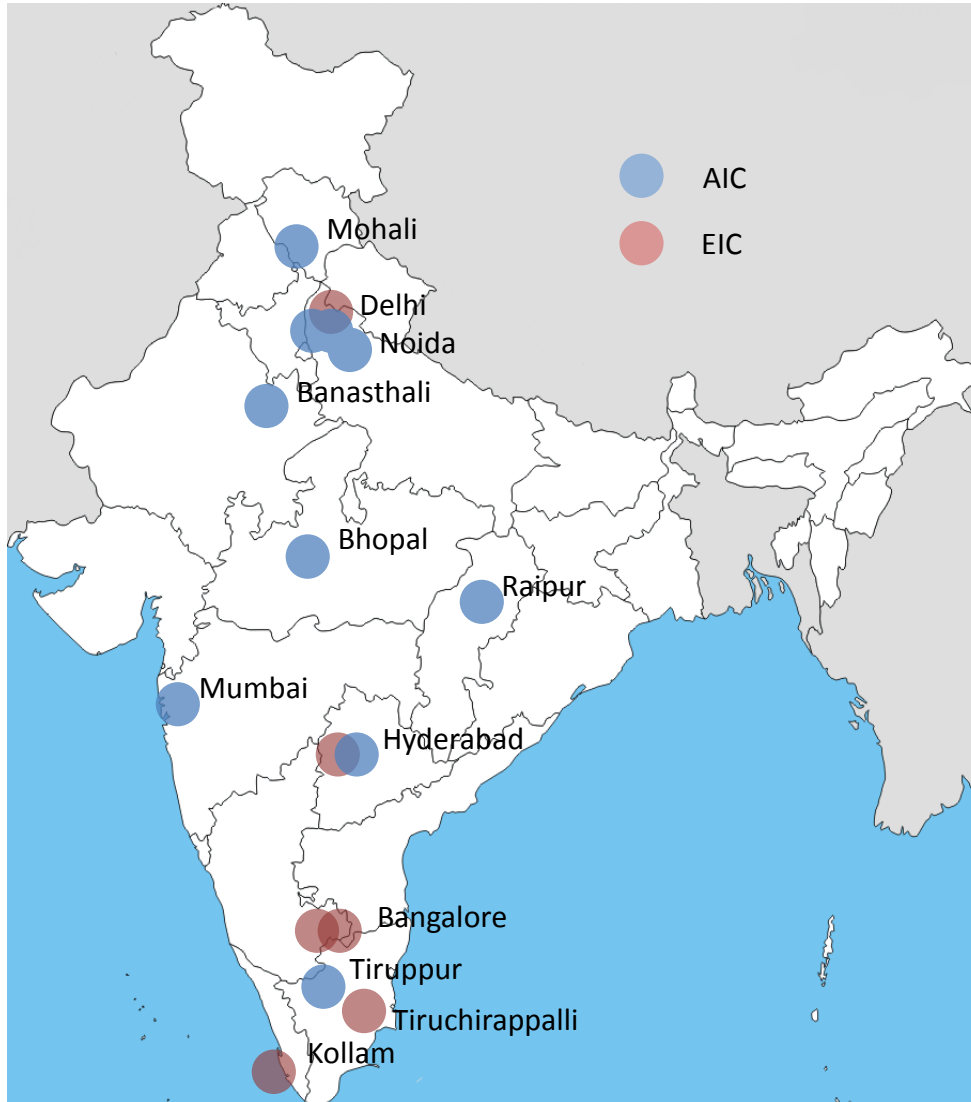 AIC
EIC
Mohali
Delhi
Noida
Banasthali
Bhopal
Raipur
Mumbai
Hyderabad
Bangalore
Tiruppur
Tiruchirappalli
Kollam